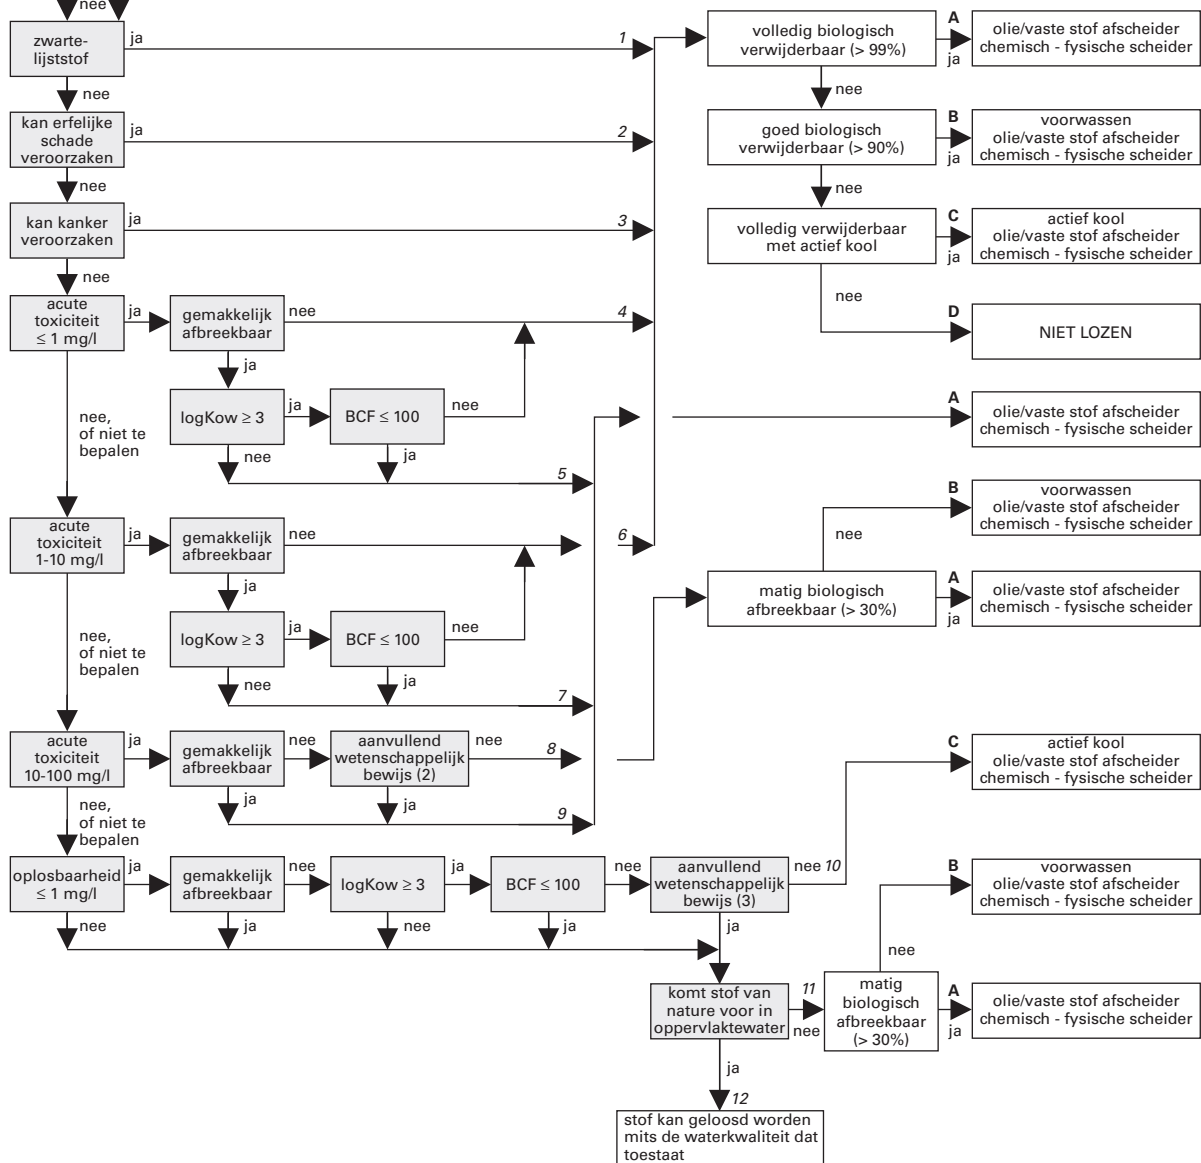 nee
zwarte-
lijststof
ja
1
nee
kan erfelijke
schade
veroorzaken
ja
2
nee
kan kanker
veroorzaken
ja
3
nee
acute
toxiciteit
≤ 1 mg/l
ja
gemakkelijk
afbreekbaar
nee
4
ja
logKow ≥ 3
ja
BCF ≤ 100
nee
nee
ja
5
nee,
of niet te
bepalen
acute
toxiciteit
1-10 mg/l
ja
gemakkelijk
afbreekbaar
nee
6
ja
logKow ≥ 3
ja
BCF ≤ 100
nee
nee
ja
7
nee,
of niet te
bepalen
acute
toxiciteit
10-100 mg/l
ja
gemakkelijk
afbreekbaar
nee
aanvullend
wetenschappelijk
bewijs (2)
nee
8
ja
ja
9
nee,
of niet te
bepalen
oplosbaarheid
≤ 1 mg/l
ja
gemakkelijk
afbreekbaar
nee
logKow ≥ 3
ja
BCF ≤ 100
nee
aanvullend
wetenschappelijk
bewijs (3)
nee 10
nee
ja
nee
ja
ja
komt stof van
nature voor in
oppervlaktewater
11
nee
matig
biologisch
afbreekbaar
(> 30%)
ja
12
stof kan geloosd worden
mits de waterkwaliteit dat
toestaat
volledig biologisch
verwijderbaar (> 99%)
A
ja
olie/vaste stof afscheider
chemisch - fysische scheider
nee
goed biologisch
verwijderbaar (> 90%)
B
ja
voorwassen
olie/vaste stof afscheider
chemisch - fysische scheider
nee
volledig verwijderbaar
met actief kool
C
ja
actief kool
olie/vaste stof afscheider
chemisch - fysische scheider
nee
D
NIET LOZEN
A
olie/vaste stof afscheider
chemisch - fysische scheider
B
voorwassen
olie/vaste stof afscheider
chemisch - fysische scheider
nee
matig biologisch
afbreekbaar (> 30%)
A
ja
olie/vaste stof afscheider
chemisch - fysische scheider
C
actief kool
olie/vaste stof afscheider
chemisch - fysische scheider
B
voorwassen
olie/vaste stof afscheider
chemisch - fysische scheider
nee
A
ja
olie/vaste stof afscheider
chemisch - fysische scheider